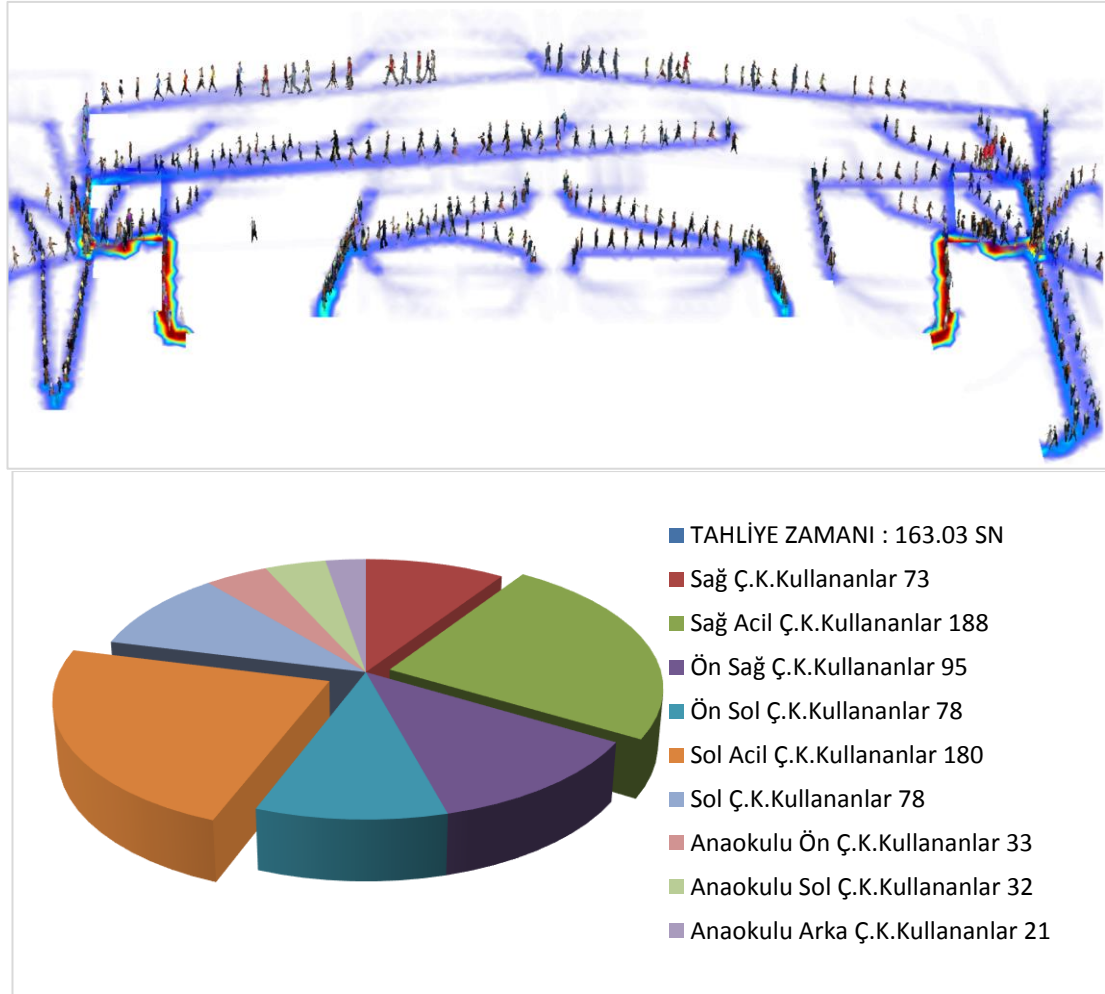 TAHLİYE ZAMANI : 163.03 SN
Sağ Ç.K.Kullananlar 73
Sağ Acil Ç.K.Kullananlar 188
Ön Sağ Ç.K.Kullananlar 95
Ön Sol Ç.K.Kullananlar 78
Sol Acil Ç.K.Kullananlar 180
Sol Ç.K.Kullananlar 78
Anaokulu Ön Ç.K.Kullananlar 33
Anaokulu Sol Ç.K.Kullananlar 32
Anaokulu Arka Ç.K.Kullananlar 21